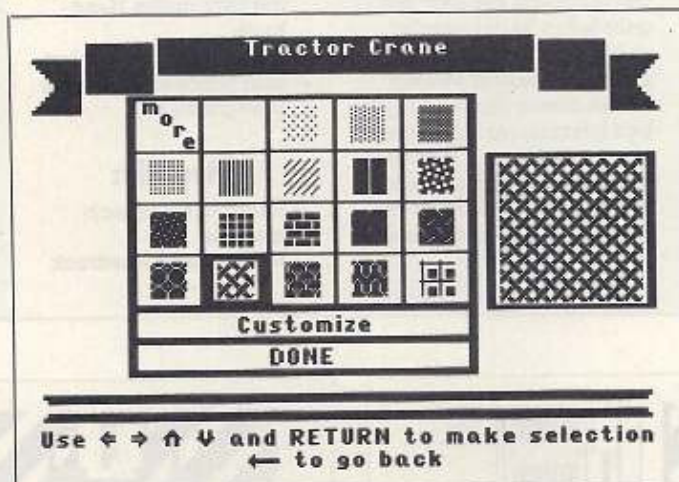 Tractor Crane
more
Customize
DONE
Use ← → ↑ ↓ and RETURN to make selection
← to go back